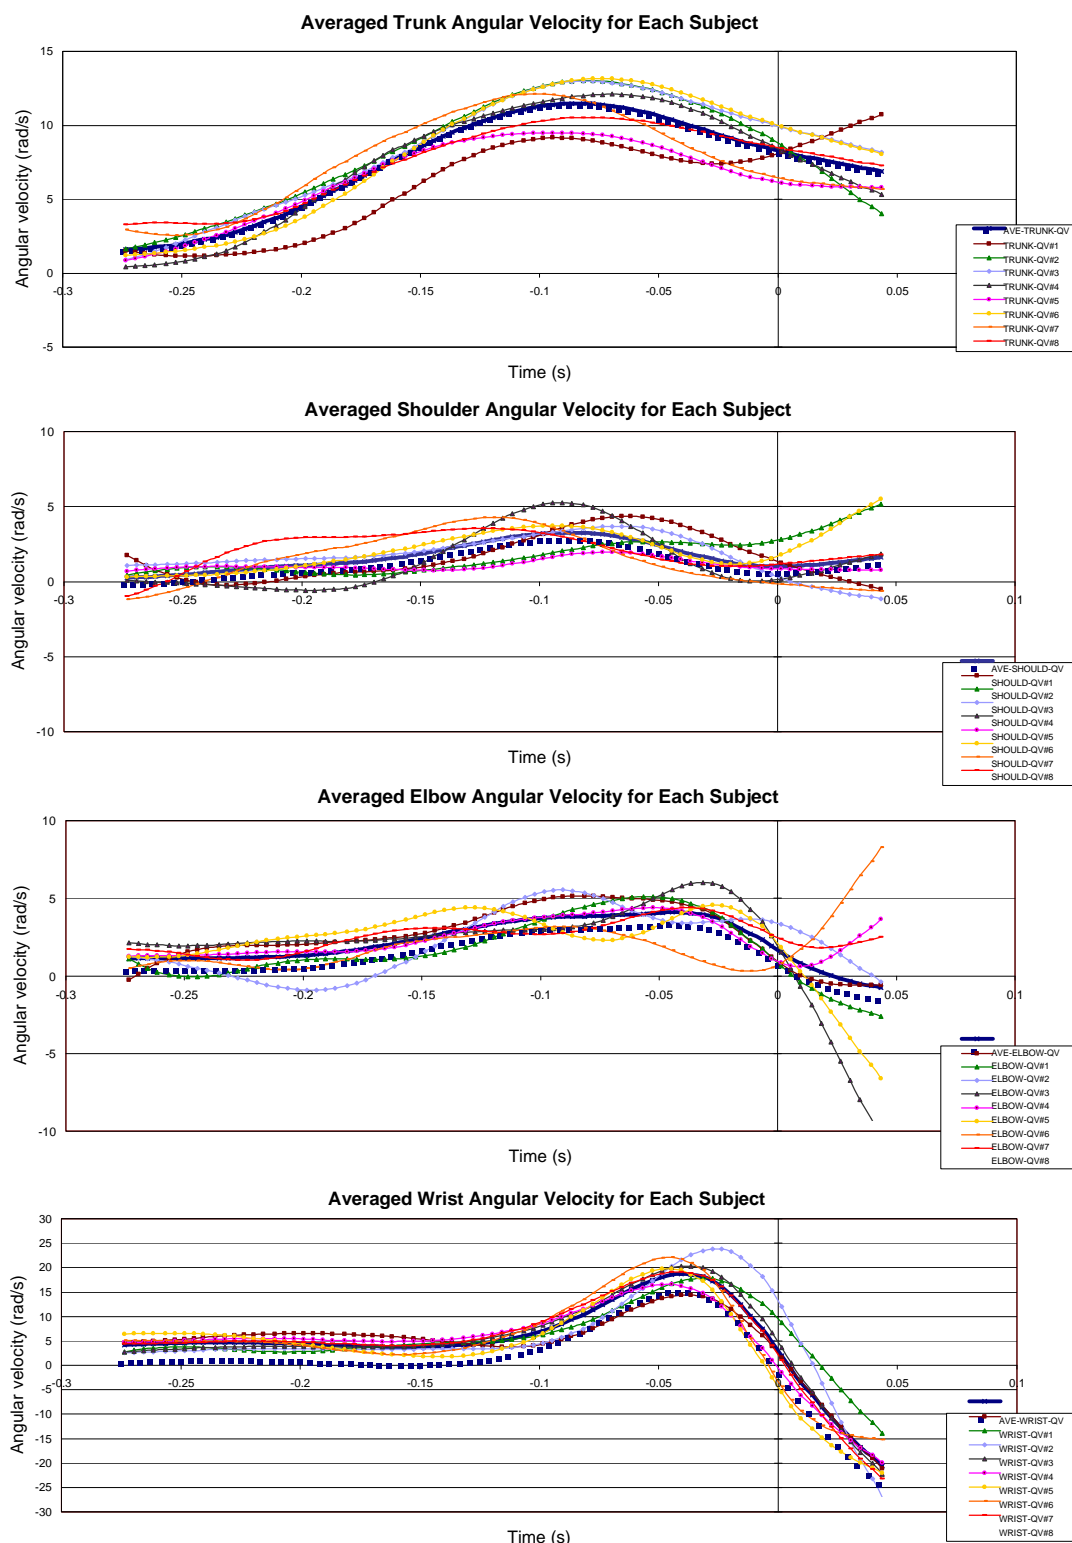 Averaged Trunk Angular Velocity for Each Subject
15
10
5
0
-5
-0.3
-0.25
-0.2
-0.15
-0.1
-0.05
0
0.05
0.1
Angular velocity (rad/s)
Time (s)
AVE-TRUNK-QV
TRUNK-QV#1
TRUNK-QV#2
TRUNK-QV#3
TRUNK-QV#4
TRUNK-QV#5
TRUNK-QV#6
TRUNK-QV#7
TRUNK-QV#8
Averaged Shoulder Angular Velocity for Each Subject
10
5
0
-5
-10
-0.3
-0.25
-0.2
-0.15
-0.1
-0.05
0
0.05
0.1
Angular velocity (rad/s)
Time (s)
AVE-SHOULD-QV
SHOULD-QV#1
SHOULD-QV#2
SHOULD-QV#3
SHOULD-QV#4
SHOULD-QV#5
SHOULD-QV#6
SHOULD-QV#7
SHOULD-QV#8
Averaged Elbow Angular Velocity for Each Subject
10
5
0
-5
-10
-0.3
-0.25
-0.2
-0.15
-0.1
-0.05
0
0.05
0.1
Angular velocity (rad/s)
Time (s)
AVE-ELBOW-QV
ELBOW-QV#1
ELBOW-QV#2
ELBOW-QV#3
ELBOW-QV#4
ELBOW-QV#5
ELBOW-QV#6
ELBOW-QV#7
ELBOW-QV#8
Averaged Wrist Angular Velocity for Each Subject
30
25
20
15
10
5
0
-5
-10
-15
-20
-25
-30
-0.3
-0.25
-0.2
-0.15
-0.1
-0.05
0
0.05
0.1
Angular velocity (rad/s)
Time (s)
AVE-WRIST-QV
WRIST-QV#1
WRIST-QV#2
WRIST-QV#3
WRIST-QV#4
WRIST-QV#5
WRIST-QV#6
WRIST-QV#7
WRIST-QV#8